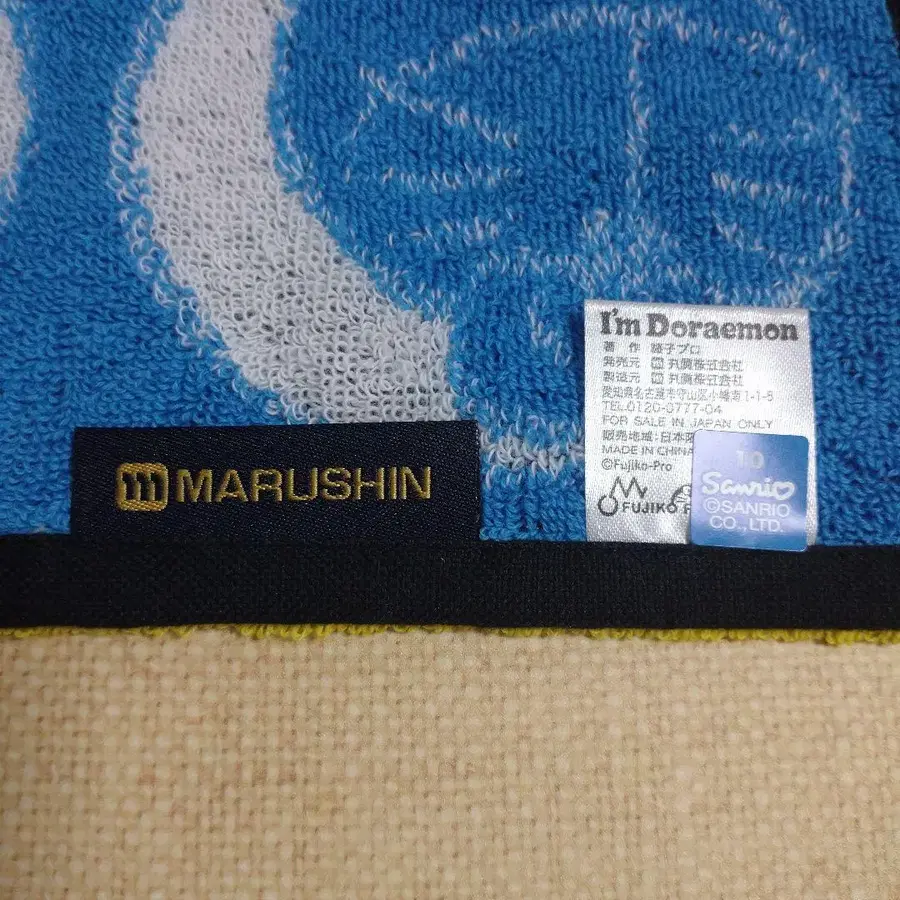 MARUSHIN
I'm Doraemon
著 作 藤子プロ
発売元 丸眞株式会社
製造元 丸眞株式会社
愛知県名古屋市守山区小幡南1-1-5
TEL.0120-0777-04
FOR SALE IN JAPAN ONLY
販売地域:日本
MADE IN CHINA
©Fujiko-Pro
FUJIKO
10
Sanrio
©SANRIO
CO.,LTD.